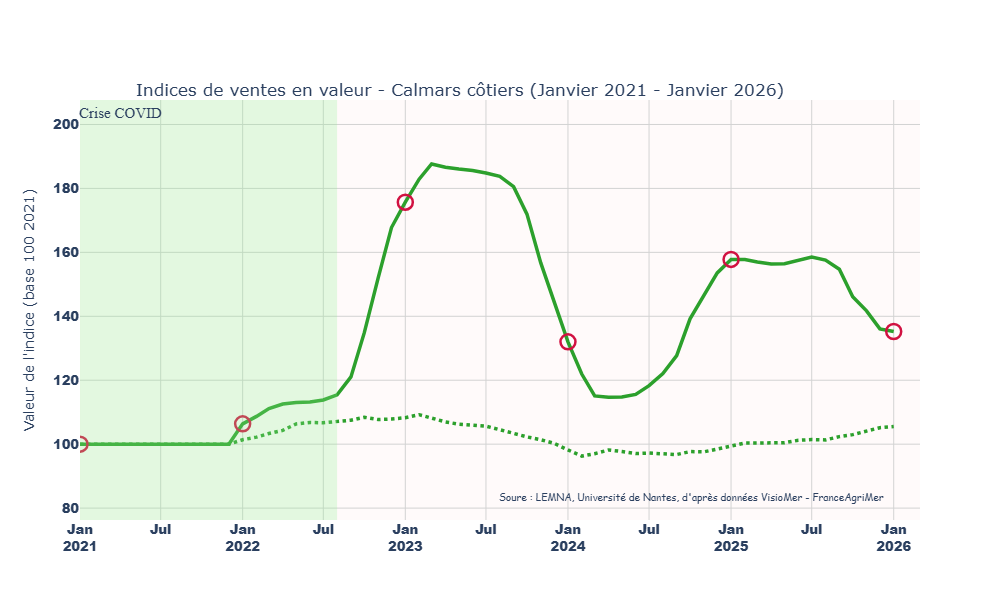 Indices de ventes en valeur - Calmars côtiers (Janvier 2021 - Janvier 2026)
Crise COVID
Valeur de l'indice (base 100 2021)
200
180
160
140
120
100
80
Soure : LEMNA, Université de Nantes, d'après données VisioMer - FranceAgriMer
Jan Jul Jan Jul Jan Jul Jan Jul Jan Jul Jan
2021 2022 2023 2024 2025 2026